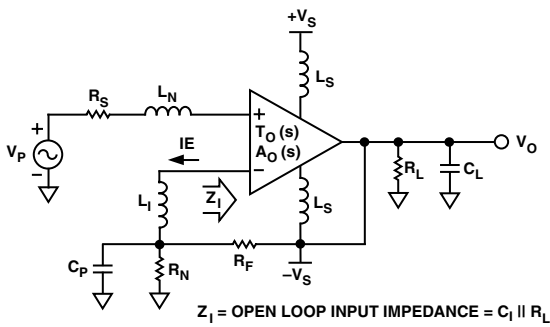 +VS
LS
RS
LN
+
TO (s)
AO (s)
IE
−
+
VP
−
VO
RL
CL
LI
ZI
LS
CP
RN
RF
−VS
ZI = OPEN LOOP INPUT IMPEDANCE = CI || RL